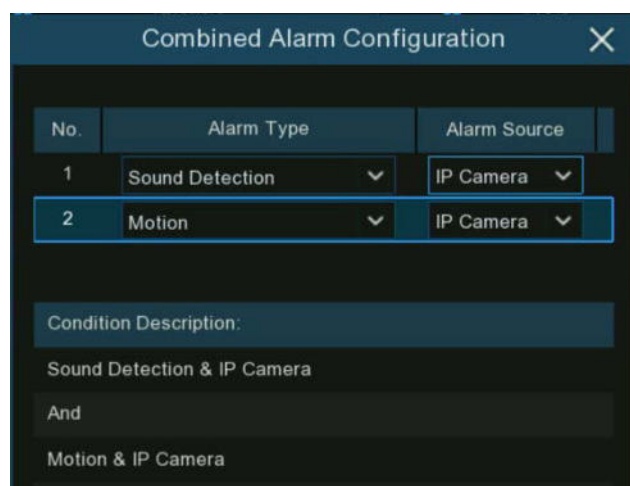 Combined Alarm Configuration
No. Alarm Type Alarm Source
1 Sound Detection IP Camera
2 Motion IP Camera
Condition Description:
Sound Detection & IP Camera
And
Motion & IP Camera